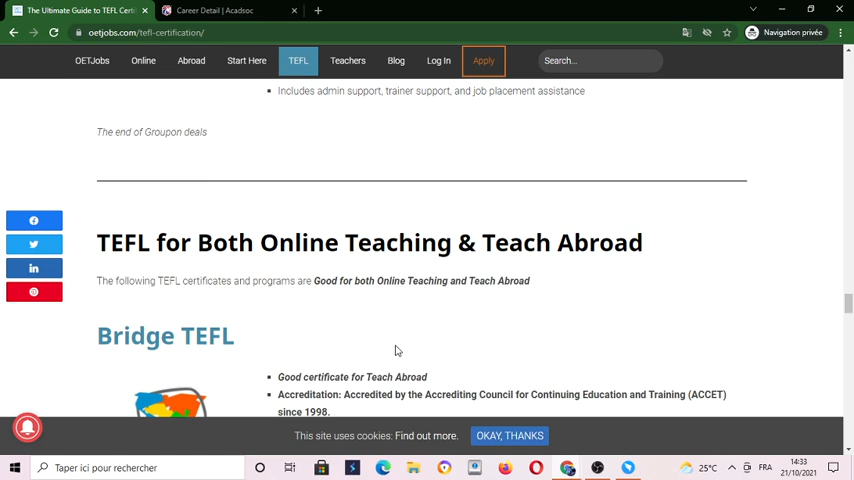 The Ultimate Guide to TEFL Certi
Career Detail | Acadsoc
oetjobs.com/tefl-certification/
Navigation privée
OETJobs Online Abroad Start Here TEFL Teachers Blog Log In Apply Search...
Includes admin support, trainer support, and job placement assistance
The end of Groupon deals
TEFL for Both Online Teaching & Teach Abroad
The following TEFL certificates and programs are Good for both Online Teaching and Teach Abroad
Bridge TEFL
Good certificate for Teach Abroad
Accreditation: Accredited by the Accrediting Council for Continuing Education and Training (ACCET)
since 1998.
This site uses cookies: Find out more. OKAY, THANKS
Taper ici pour rechercher
25°C
FRA
14:33
21/10/2021